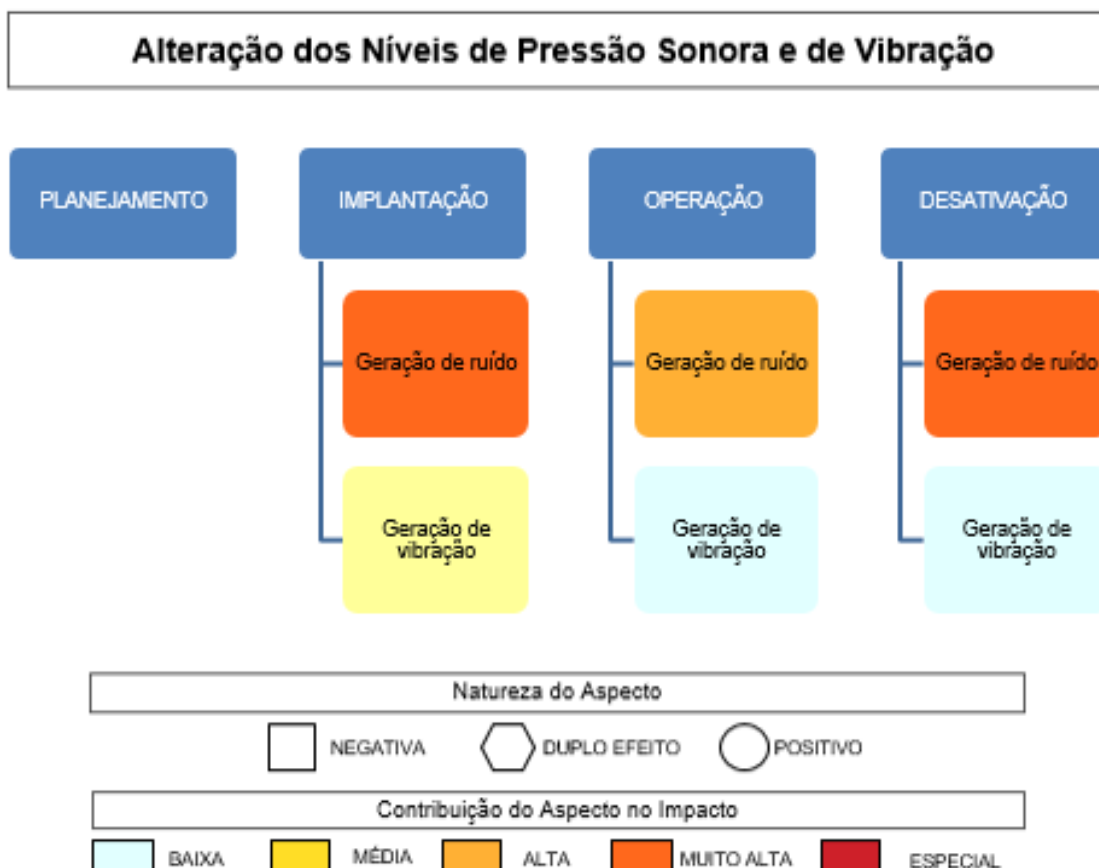 Alteração dos Níveis de Pressão Sonora e de Vibração
PLANEJAMENTO
IMPLANTAÇÃO
OPERAÇÃO
DESATIVAÇÃO
Geração de ruído
Geração de ruído
Geração de ruído
Geração de
vibração
Geração de
vibração
Geração de
vibração
Natureza do Aspecto
NEGATIVA
DUPLO EFEITO
POSITIVO
Contribuição do Aspecto no Impacto
BAIXA
MÉDIA
ALTA
MUITO ALTA
ESPECIAL